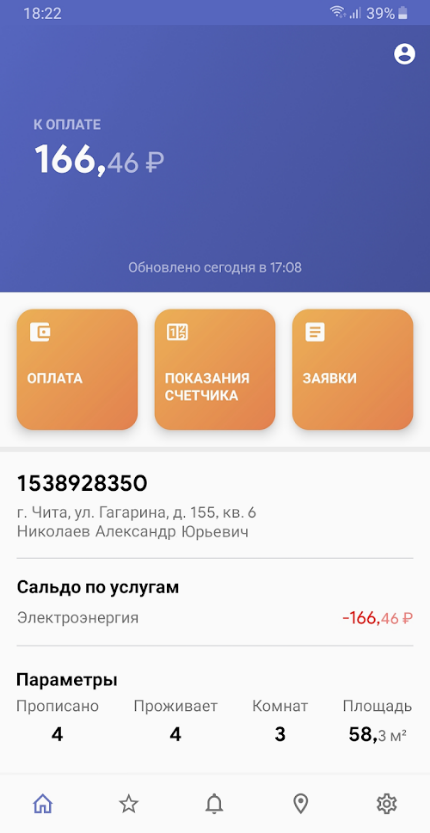 18:22 39%
К ОПЛАТЕ
166,46 ₽
Обновлено сегодня в 17:08
ОПЛАТА ПОКАЗАНИЯ СЧЕТЧИКА ЗАЯВКИ
1538928350
г. Чита, ул. Гагарина, д. 155, кв. 6
Николаев Александр Юрьевич
Сальдо по услугам
Электроэнергия -166,46 ₽
Параметры
Прописано Проживает Комнат Площадь
4 4 3 58,3 м²